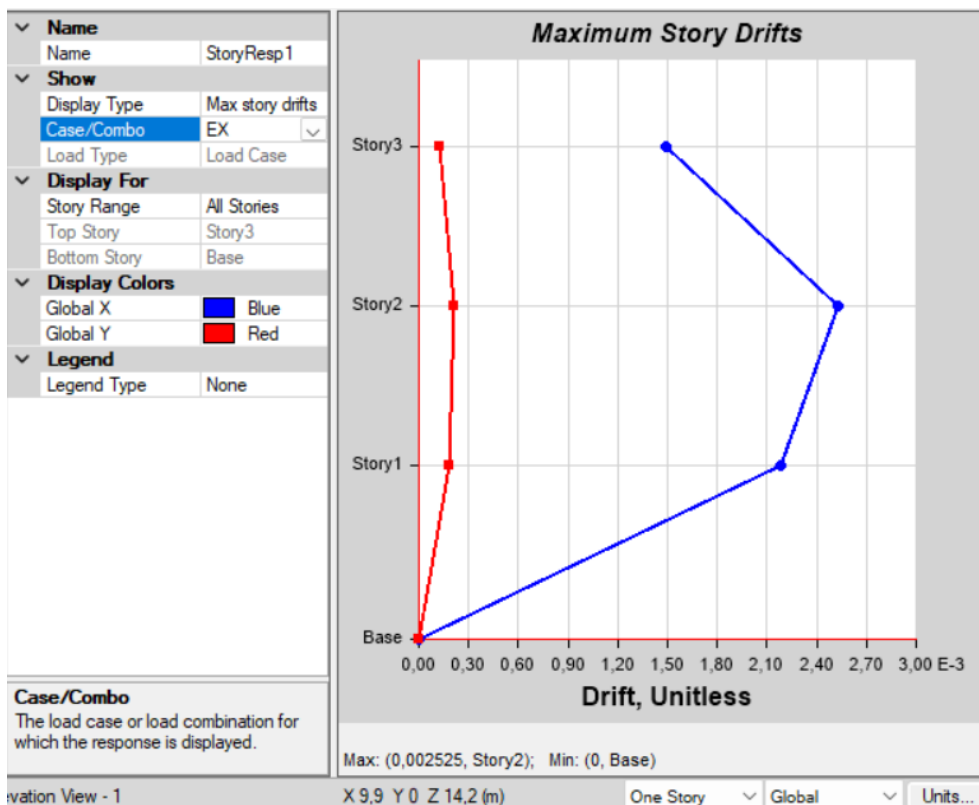 Name
Name StoryResp1
Show
Display Type Max story drifts
Case/Combo EX
Load Type Load Case
Display For
Story Range All Stories
Top Story Story3
Bottom Story Base
Display Colors
Global X Blue
Global Y Red
Legend
Legend Type None
Case/Combo
The load case or load combination for
which the response is displayed.
Maximum Story Drifts
Story3
Story2
Story1
Base
0,00 0,30 0,60 0,90 1,20 1,50 1,80 2,10 2,40 2,70 3,00 E-3
Drift, Unitless
Max: (0,002525, Story2); Min: (0, Base)
evation View - 1 X 9,9 Y 0 Z 14,2 (m) One Story Global Units...